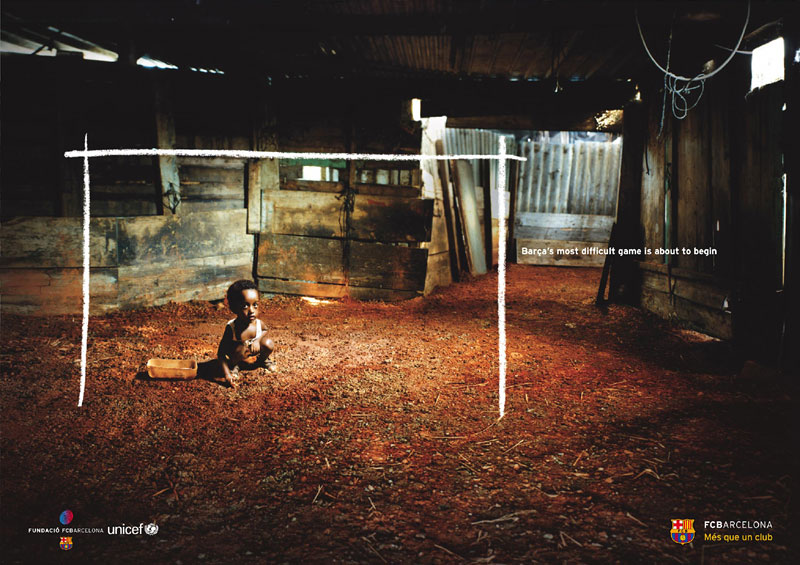 Barça's most difficult game is about to begin
FUNDACIÓ FCBARCELONA
unicef
FCBARCELONA
Més que un club